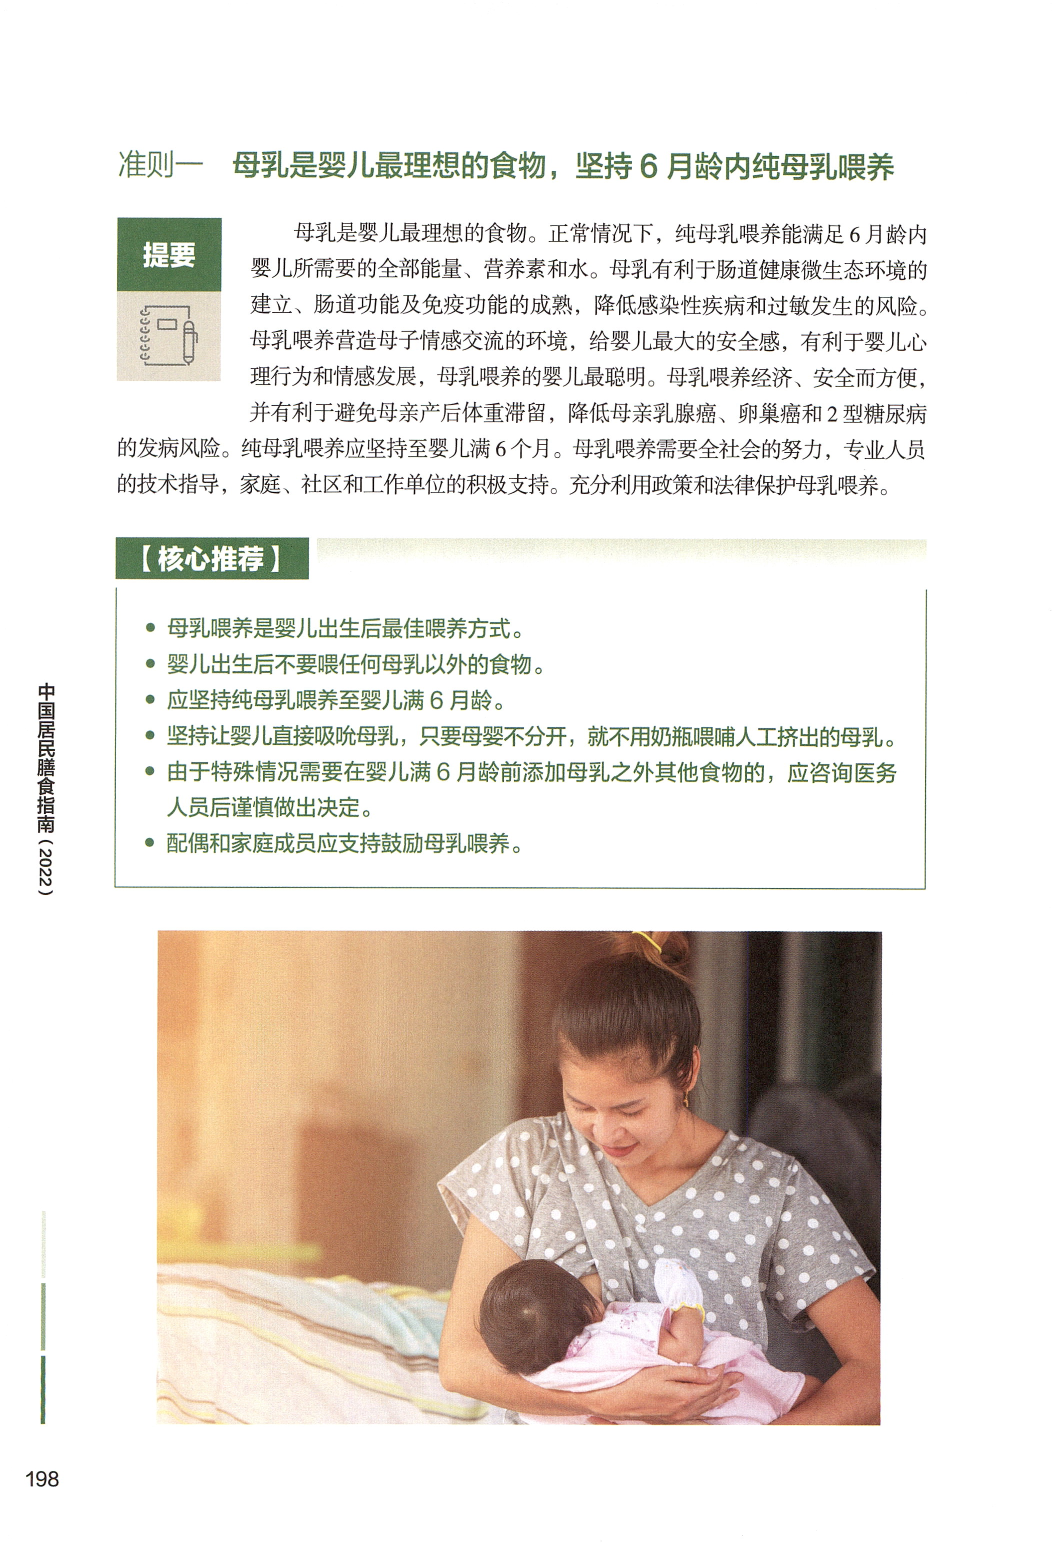 准则一 母乳是婴儿最理想的食物，坚持 6 月龄内纯母乳喂养
提要
母乳是婴儿最理想的食物。正常情况下，纯母乳喂养能满足 6 月龄内
婴儿所需要的全部能量、营养素和水。母乳有利于肠道健康微生态环境的
建立、肠道功能及免疫功能的成熟，降低感染性疾病和过敏发生的风险。
母乳喂养营造母子情感交流的环境，给婴儿最大的安全感，有利于婴儿心
理行为和情感发展，母乳喂养的婴儿最聪明。母乳喂养经济、安全而方便，
并有利于避免母亲产后体重滞留，降低母亲乳腺癌、卵巢癌和 2 型糖尿病
的发病风险。纯母乳喂养应坚持至婴儿满 6 个月。母乳喂养需要全社会的努力，专业人员
的技术指导，家庭、社区和工作单位的积极支持。充分利用政策和法律保护母乳喂养。
【核心推荐】
● 母乳喂养是婴儿出生后最佳喂养方式。
● 婴儿出生后不要喂任何母乳以外的食物。
● 应坚持纯母乳喂养至婴儿满 6 月龄。
● 坚持让婴儿直接吸吮母乳，只要母婴不分开，就不用奶瓶喂哺人工挤出的母乳。
● 由于特殊情况需要在婴儿满 6 月龄前添加母乳之外其他食物的，应咨询医务
人员后谨慎做出决定。
● 配偶和家庭成员应支持鼓励母乳喂养。
中国居民膳食指南（2022）
198